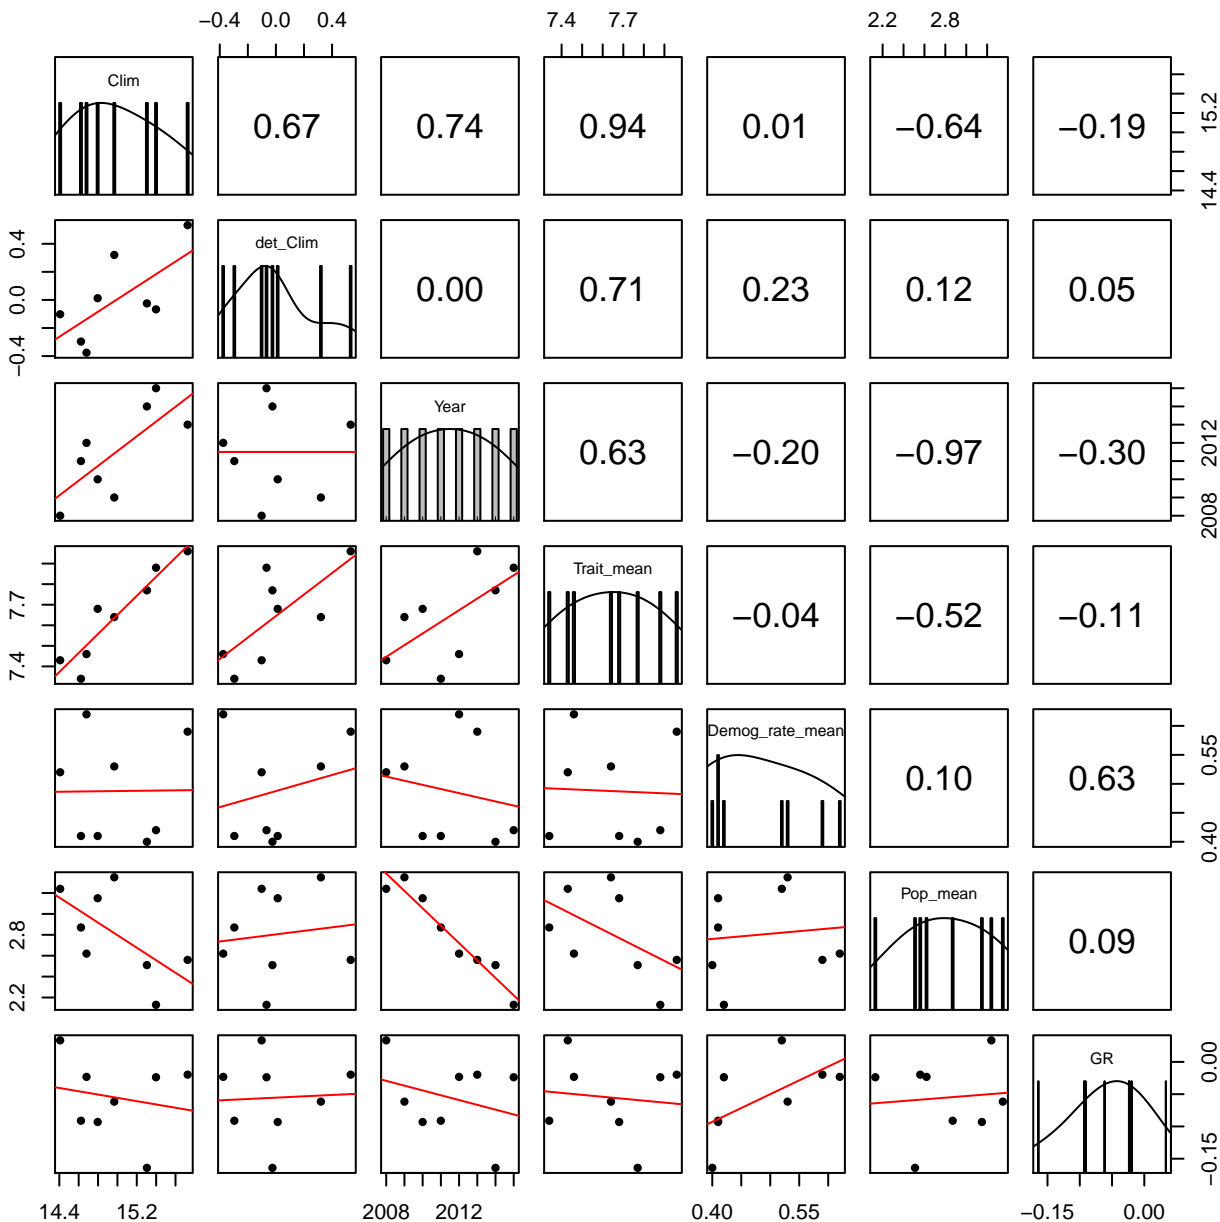 −0.4 0.0 0.4 7.4 7.7 2.2 2.8
Clim 0.67 0.74 0.94 0.01 −0.64 −0.19
14.4 15.2
det_Clim 0.00 0.71 0.23 0.12 0.05
−0.4 0.0 0.4
Year 0.63 −0.20 −0.97 −0.30
2008 2012
Trait_mean −0.04 −0.52 −0.11
7.4 7.7
Demog_rate_mean 0.10 0.63
0.40 0.55
Pop_mean 0.09
2.2 2.8
GR
−0.15 0.00
14.4 15.2 2008 2012 0.40 0.55 −0.15 0.00